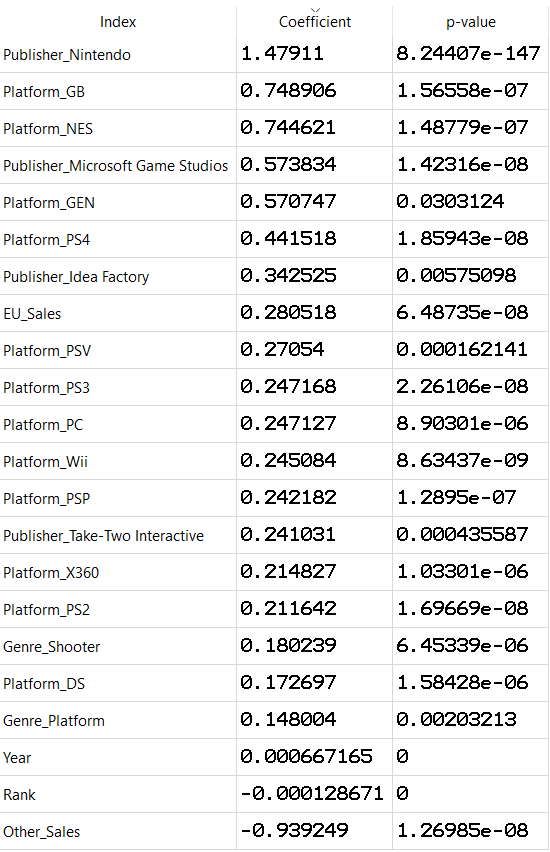 Index Coefficient p-value
Publisher_Nintendo 1.47911 8.24407e-147
Platform_GB 0.748906 1.56558e-07
Platform_NES 0.744621 1.48779e-07
Publisher_Microsoft Game Studios 0.573834 1.42316e-08
Platform_GEN 0.570747 0.0303124
Platform_PS4 0.441518 1.85943e-08
Publisher_Idea Factory 0.342525 0.00575098
EU_Sales 0.280518 6.48735e-08
Platform_PSV 0.27054 0.000162141
Platform_PS3 0.247168 2.26106e-08
Platform_PC 0.247127 8.90301e-06
Platform_Wii 0.245084 8.63437e-09
Platform_PSP 0.242182 1.2895e-07
Publisher_Take-Two Interactive 0.241031 0.000435587
Platform_X360 0.214827 1.03301e-06
Platform_PS2 0.211642 1.69669e-08
Genre_Shooter 0.180239 6.45339e-06
Platform_DS 0.172697 1.58428e-06
Genre_Platform 0.148004 0.00203213
Year 0.000667165 0
Rank -0.000128671 0
Other_Sales -0.939249 1.26985e-08